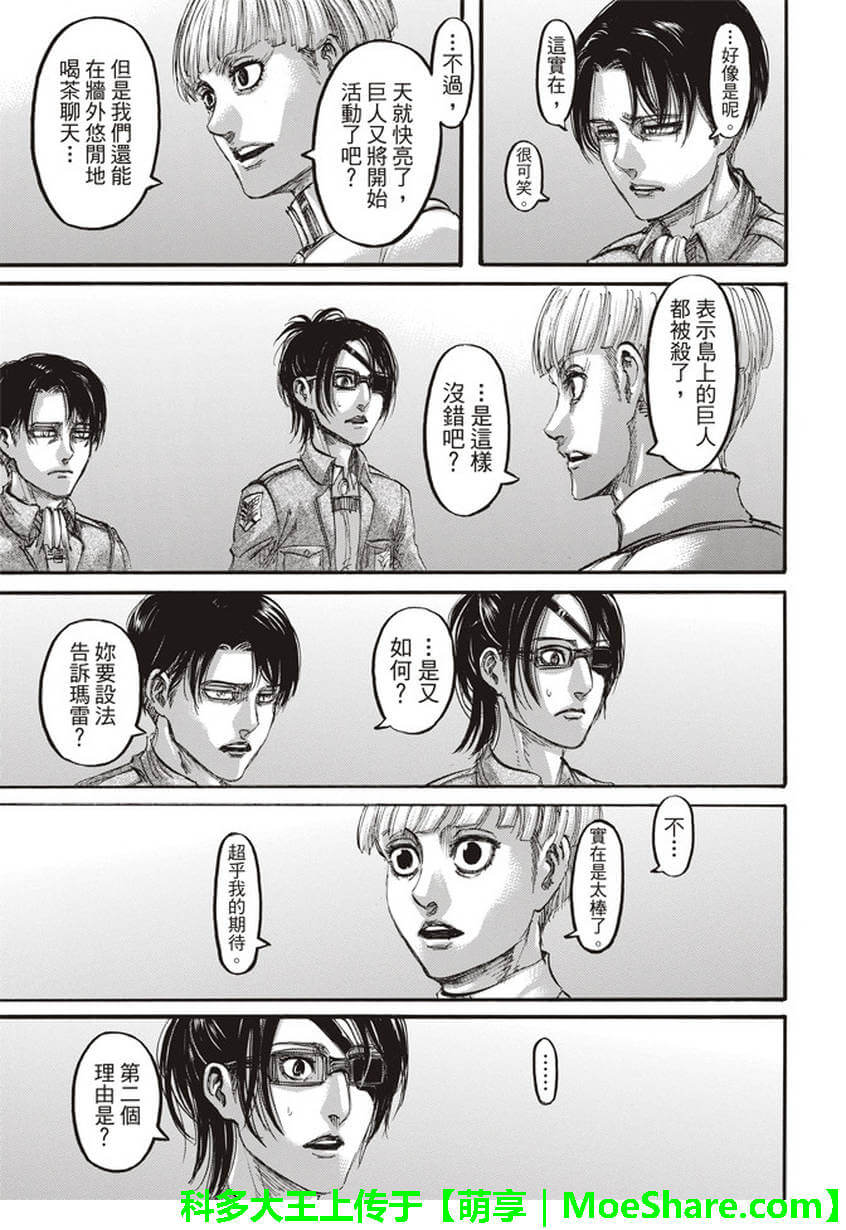 …好像是呢。
這實在，
很可笑。
…不過，
天就快亮了，
巨人又將開始
活動了吧？
但是我們還能
在牆外悠閒地
喝茶聊天…
表示島上的巨人
都被殺了，
…是這樣
沒錯吧？
…是又
如何？
妳要設法
告訴瑪雷？
不…
實在是太棒了。
超乎我的期待。
……
第二個
理由是？
7
科多大王上传于【萌享｜MoeShare.com】